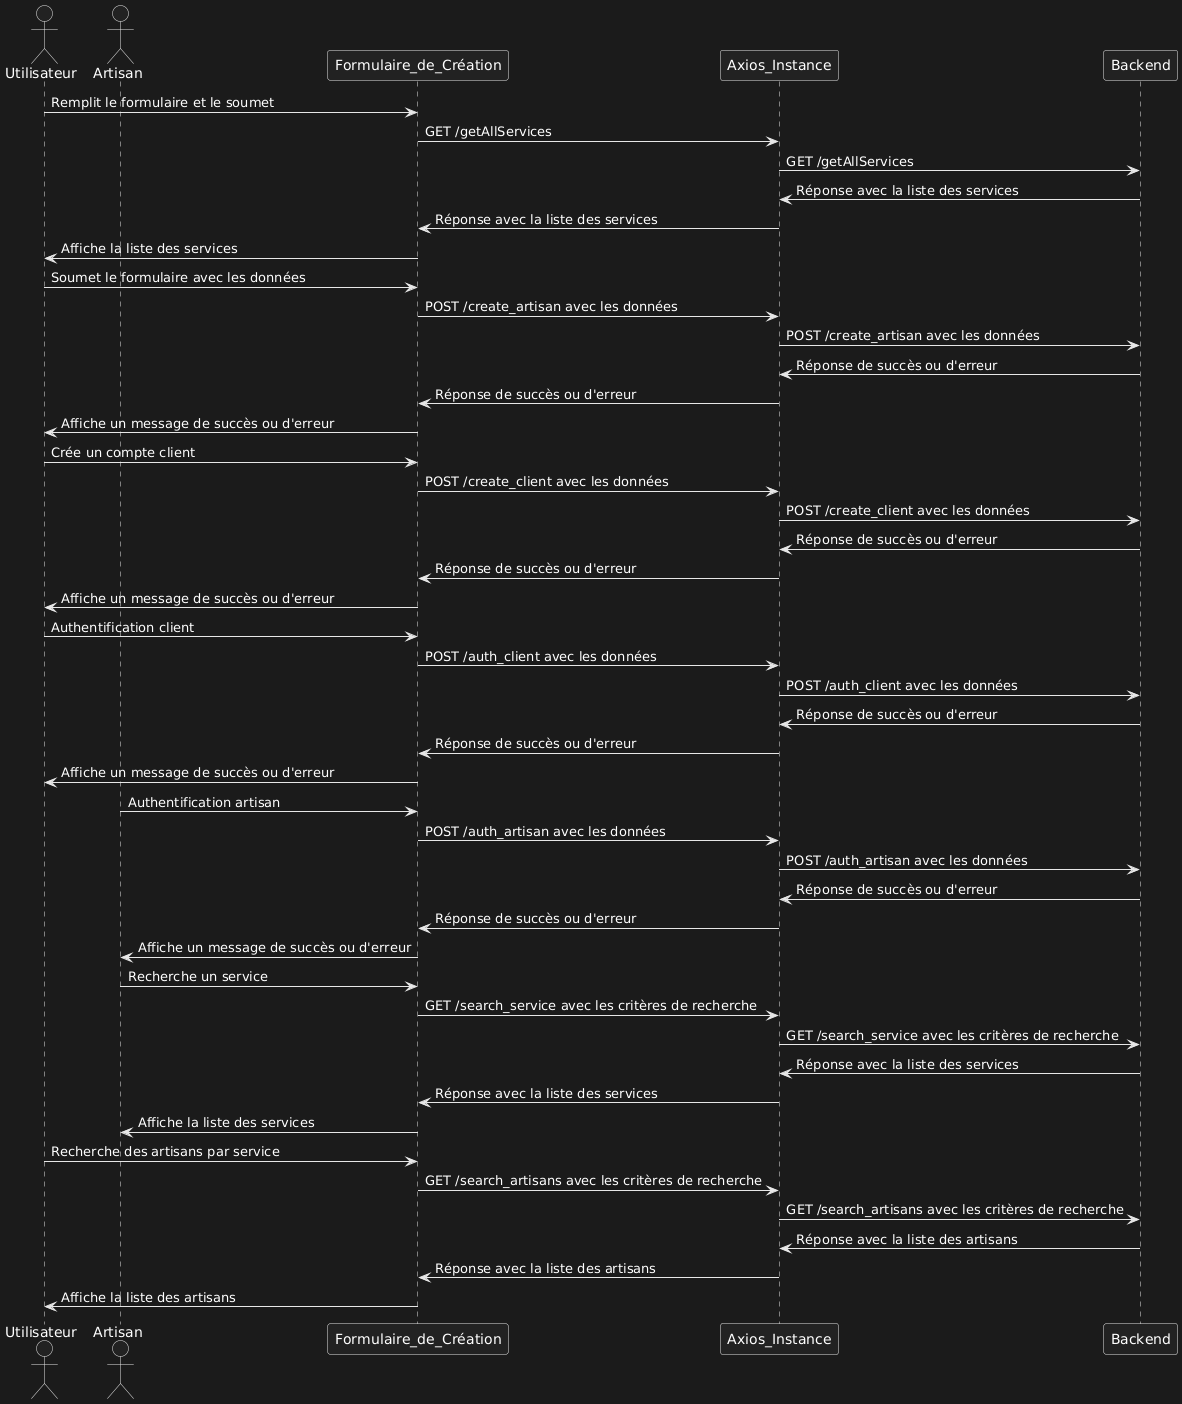 Utilisateur
Artisan
Formulaire_de_Création
Axios_Instance
Backend
Remplit le formulaire et le soumet
GET /getAllServices
GET /getAllServices
Réponse avec la liste des services
Réponse avec la liste des services
Affiche la liste des services
Soumet le formulaire avec les données
POST /create_artisan avec les données
POST /create_artisan avec les données
Réponse de succès ou d'erreur
Réponse de succès ou d'erreur
Affiche un message de succès ou d'erreur
Crée un compte client
POST /create_client avec les données
POST /create_client avec les données
Réponse de succès ou d'erreur
Réponse de succès ou d'erreur
Affiche un message de succès ou d'erreur
Authentification client
POST /auth_client avec les données
POST /auth_client avec les données
Réponse de succès ou d'erreur
Réponse de succès ou d'erreur
Affiche un message de succès ou d'erreur
Authentification artisan
POST /auth_artisan avec les données
POST /auth_artisan avec les données
Réponse de succès ou d'erreur
Réponse de succès ou d'erreur
Affiche un message de succès ou d'erreur
Recherche un service
GET /search_service avec les critères de recherche
GET /search_service avec les critères de recherche
Réponse avec la liste des services
Réponse avec la liste des services
Affiche la liste des services
Recherche des artisans par service
GET /search_artisans avec les critères de recherche
GET /search_artisans avec les critères de recherche
Réponse avec la liste des artisans
Réponse avec la liste des artisans
Affiche la liste des artisans
Utilisateur
Artisan
Formulaire_de_Création
Axios_Instance
Backend